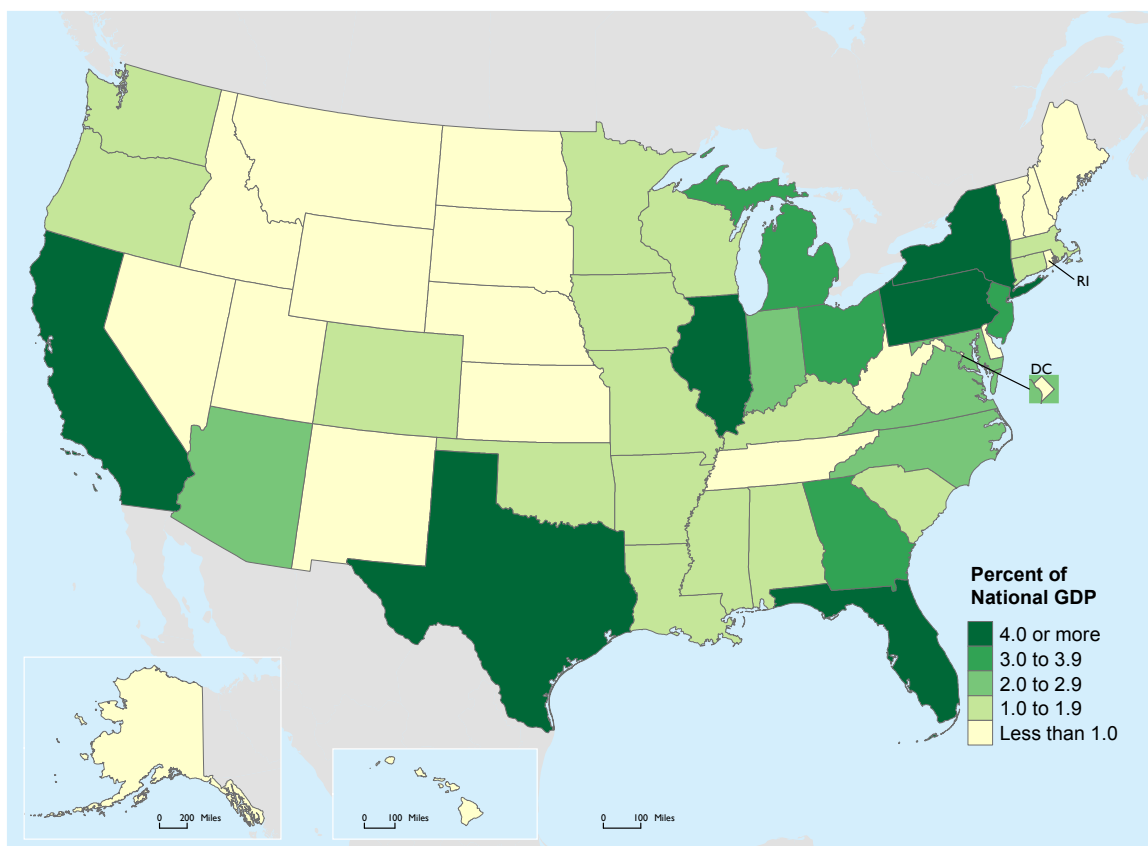 RI
DC
Percent of
National GDP
4.0 or more
3.0 to 3.9
2.0 to 2.9
1.0 to 1.9
Less than 1.0
0 200 Miles
0 100 Miles
0 100 Miles